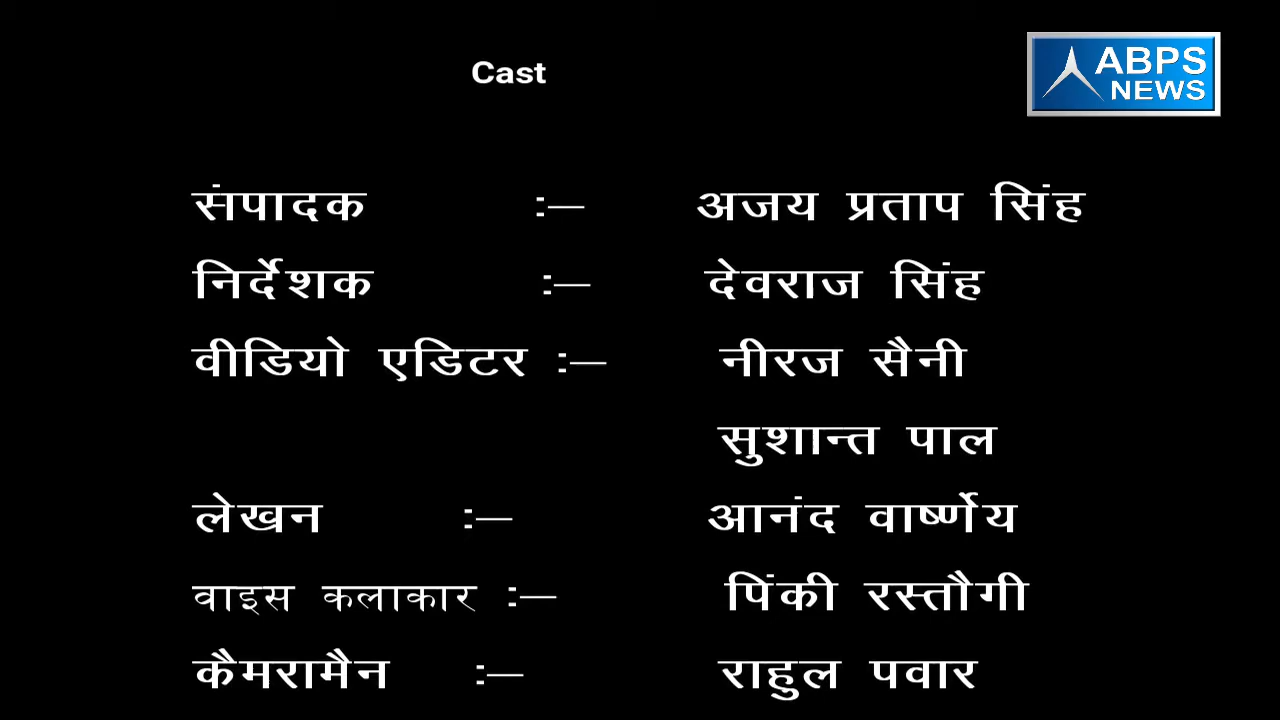 Cast
ABPS
NEWS
संपादक :— अजय प्रताप सिंह
निर्देशक :— देवराज सिंह
वीडियो एडिटर :— नीरज सैनी
सुशान्त पाल
लेखन :— आनंद वार्ष्णेय
वाइस कलाकार :— पिंकी रस्तौगी
कैमरामैन :— राहुल पवार